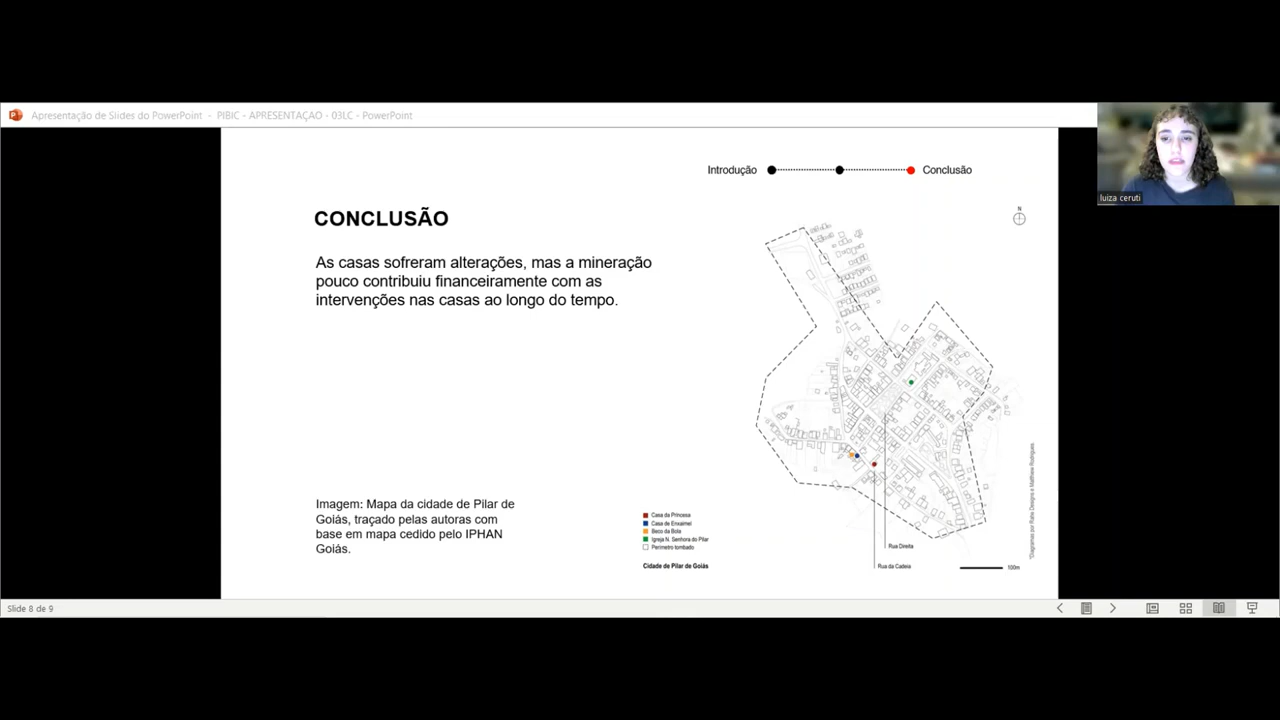 Apresentação de Slides do PowerPoint - PIBIC - APRESENTAÇAO - 03LC - PowerPoint
luiza ceruti
Introdução
Conclusão
N
CONCLUSÃO
As casas sofreram alterações, mas a mineração
pouco contribuiu financeiramente com as
intervenções nas casas ao longo do tempo.
Imagem: Mapa da cidade de Pilar de
Goiás, traçado pelas autoras com
base em mapa cedido pelo IPHAN
Goiás.
Casa da Princesa
Casa de Enxaimel
Beco da Bola
Igreja N. Senhora do Pilar
Perímetro tombado
Cidade de Pilar de Goiás
Rua Direita
Rua da Cadeia
100m
Slide 8 de 9